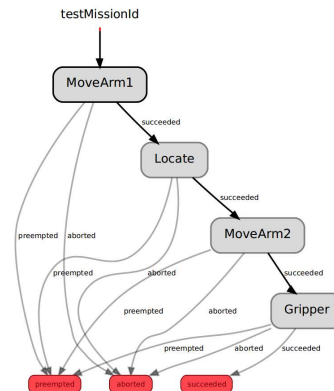 testMissionId
MoveArm1
succeeded
Locate
succeeded
preempted
aborted
MoveArm2
preempted
aborted
succeeded
preempted
aborted
Gripper
preempted
aborted
succeeded
preempted
aborted
succeeded